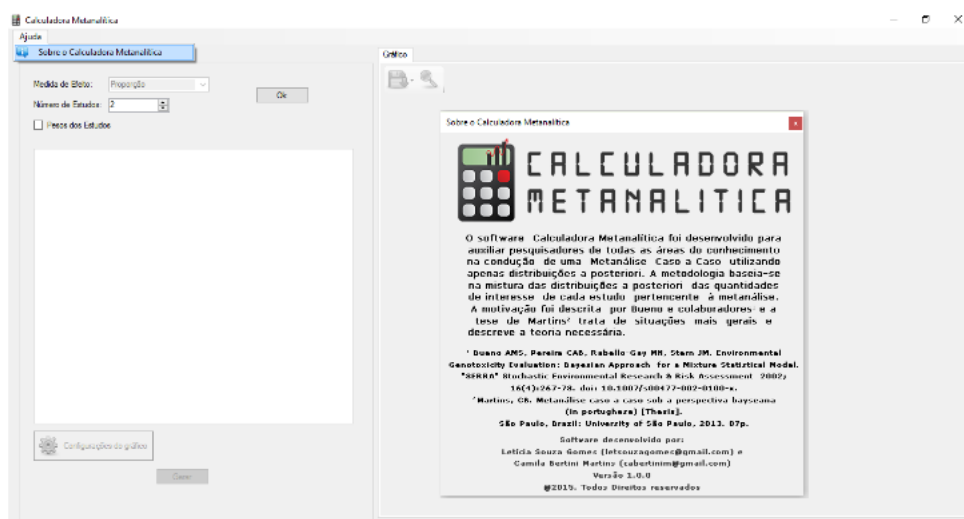 Calculadora Metanalítica
Ajuda
Sobre o Calculadora Metanalítica
Medida de Efeito: Proporção
Ok
Número de Estudos: 2
Pesos dos Estudos
Configurações do gráfico
Gerar
Gráfico
Sobre o Calculadora Metanalítica
CALCULADORA
METANALITICA
O software Calculadora Metanalítica foi desenvolvido para
auxiliar pesquisadores de todas as áreas do conhecimento
na condução de uma Metanálise Caso a Caso utilizando
apenas distribuições a posteriori. A metodologia baseia-se
na mistura das distribuições a posteriori das quantidades
de interesse de cada estudo pertencente à metanálise.
A motivação foi descrita por Bueno e colaboradores e a
tese de Martins² trata de situações mais gerais e
descreve a teoria necessária.
Bueno AMS, Pereira CAB, Rabello-Gay MN, Stern JM. Environmental
Genotoxicity Evaluation: Bayesian Approach for a Mixture Statistical Model.
"SERRA" Stochastic Environmental Research & Risk Assessment 2002;
16(4):267-78. doi: 10.1007/s00477-002-0100-x.
Martins, CB. Metanálise caso a caso sob a perspectiva bayseana
(in portughese) [Thesis].
São Paulo, Brazil: University of São Paulo, 2013. 07p.
Software desenvolvido por:
Letícia Souza Gomes (letsouzagomes@gmail.com) e
Camila Bertini Martins (cabertinim@gmail.com)
Versão 1.0.0
@2015. Todos Direitos reservados